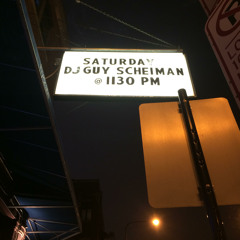 SATURDAY
DJ GUY SCHEIMAN
@ 1130 PM